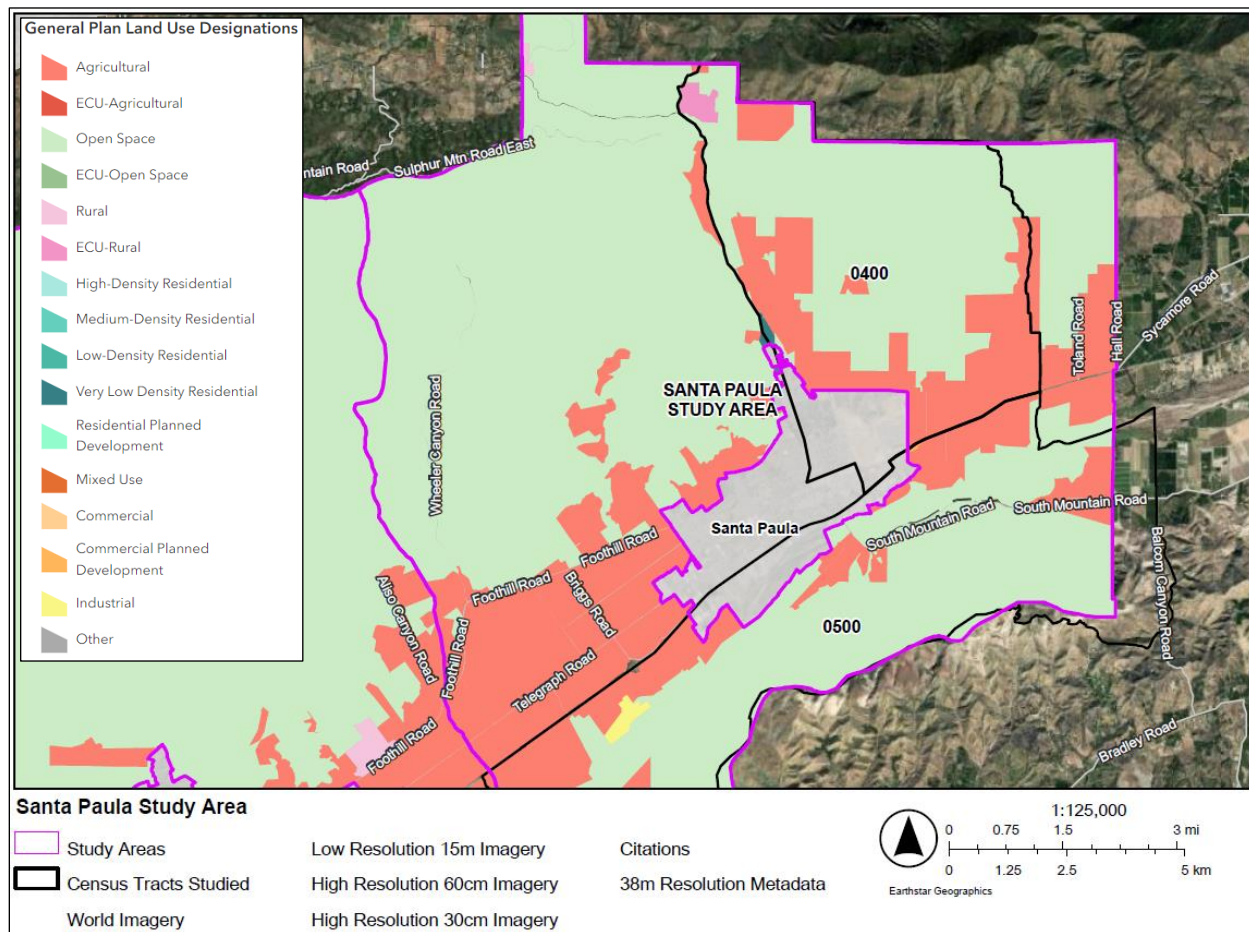 General Plan Land Use Designations
Agricultural
ECU-Agricultural
Open Space
ECU-Open Space
Rural
ECU-Rural
High-Density Residential
Medium-Density Residential
Low-Density Residential
Very Low Density Residential
Residential Planned
Development
Mixed Use
Commercial
Commercial Planned
Development
Industrial
Other
ntain Road
Sulphur Mtn Road East
0400
Toland Road
Hall Road
Sycamore Road
SANTA PAULA
STUDY AREA
Wheeler Canyon Road
Santa Paula
South Mountain Road
South Mountain Road
Foothill Road
Foothill Road
Briggs Road
Aliso Canyon Road
Foothill Road
Telegraph Road
Foothill Road
0500
Balcom Canyon Road
Bradley Road
Santa Paula Study Area
Study Areas
Census Tracts Studied
World Imagery
Low Resolution 15m Imagery
High Resolution 60cm Imagery
High Resolution 30cm Imagery
Citations
38m Resolution Metadata
Earthstar Geographics
1:125,000
0 0.75 1.5 3 mi
0 1.25 2.5 5 km